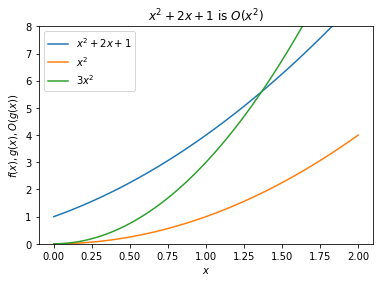 x² + 2x + 1 is O(x²)
x² + 2x + 1
x²
3x²
f(x), g(x), O(g(x))
8
7
6
5
4
3
2
1
0
0.00 0.25 0.50 0.75 1.00 1.25 1.50 1.75 2.00
x